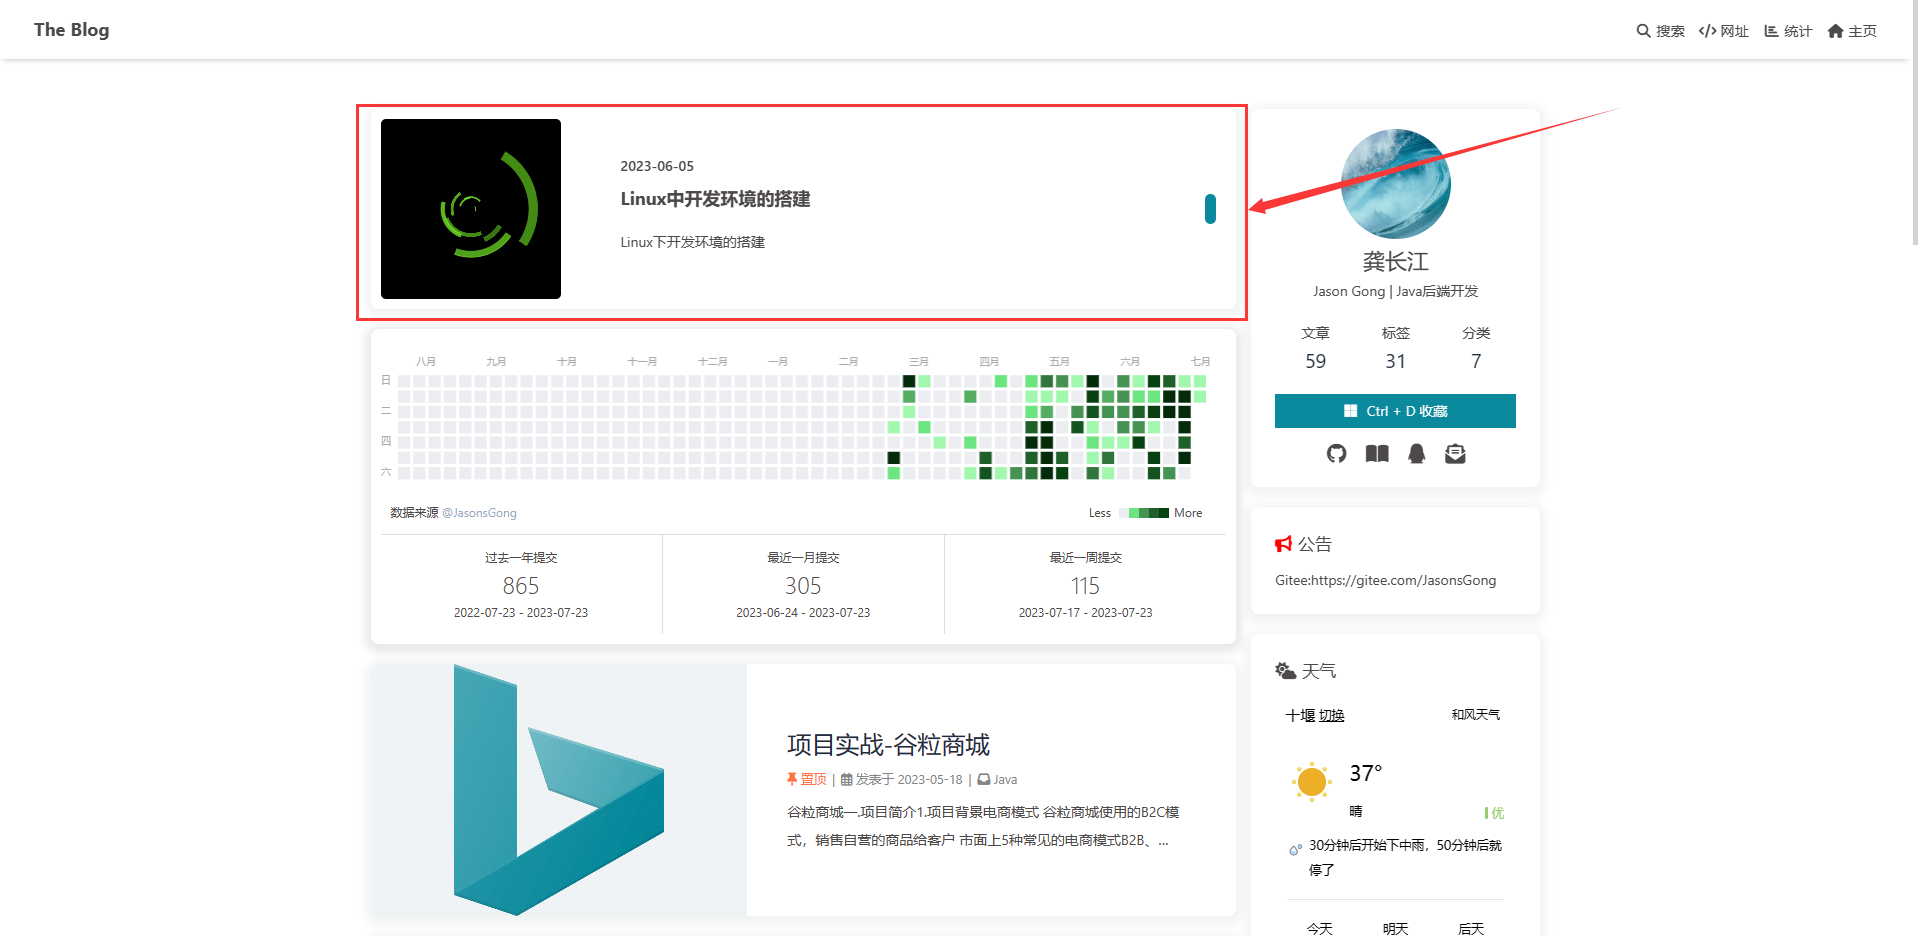 The Blog
搜索 网址 统计 主页
2023-06-05
Linux中开发环境的搭建
Linux下开发环境的搭建
八月 九月 十月 十一月 十二月 一月 二月 三月 四月 五月 六月 七月
日
二
四
六
数据来源 @JasonsGong
Less More
过去一年提交
865
2022-07-23 - 2023-07-23
最近一月提交
305
2023-06-24 - 2023-07-23
最近一周提交
115
2023-07-17 - 2023-07-23
项目实战-谷粒商城
置顶 | 发表于 2023-05-18 | Java
谷粒商城一.项目简介1.项目背景电商模式 谷粒商城使用的B2C模
式，销售自营的商品给客户 市面上5种常见的电商模式B2B、...
龚长江
Jason Gong | Java后端开发
文章 标签 分类
59 31 7
Ctrl + D 收藏
公告
Gitee:https://gitee.com/JasonsGong
天气
十堰 切换 和风天气
37°
晴 优
30分钟后开始下中雨，50分钟后就
停了
今天 明天 后天